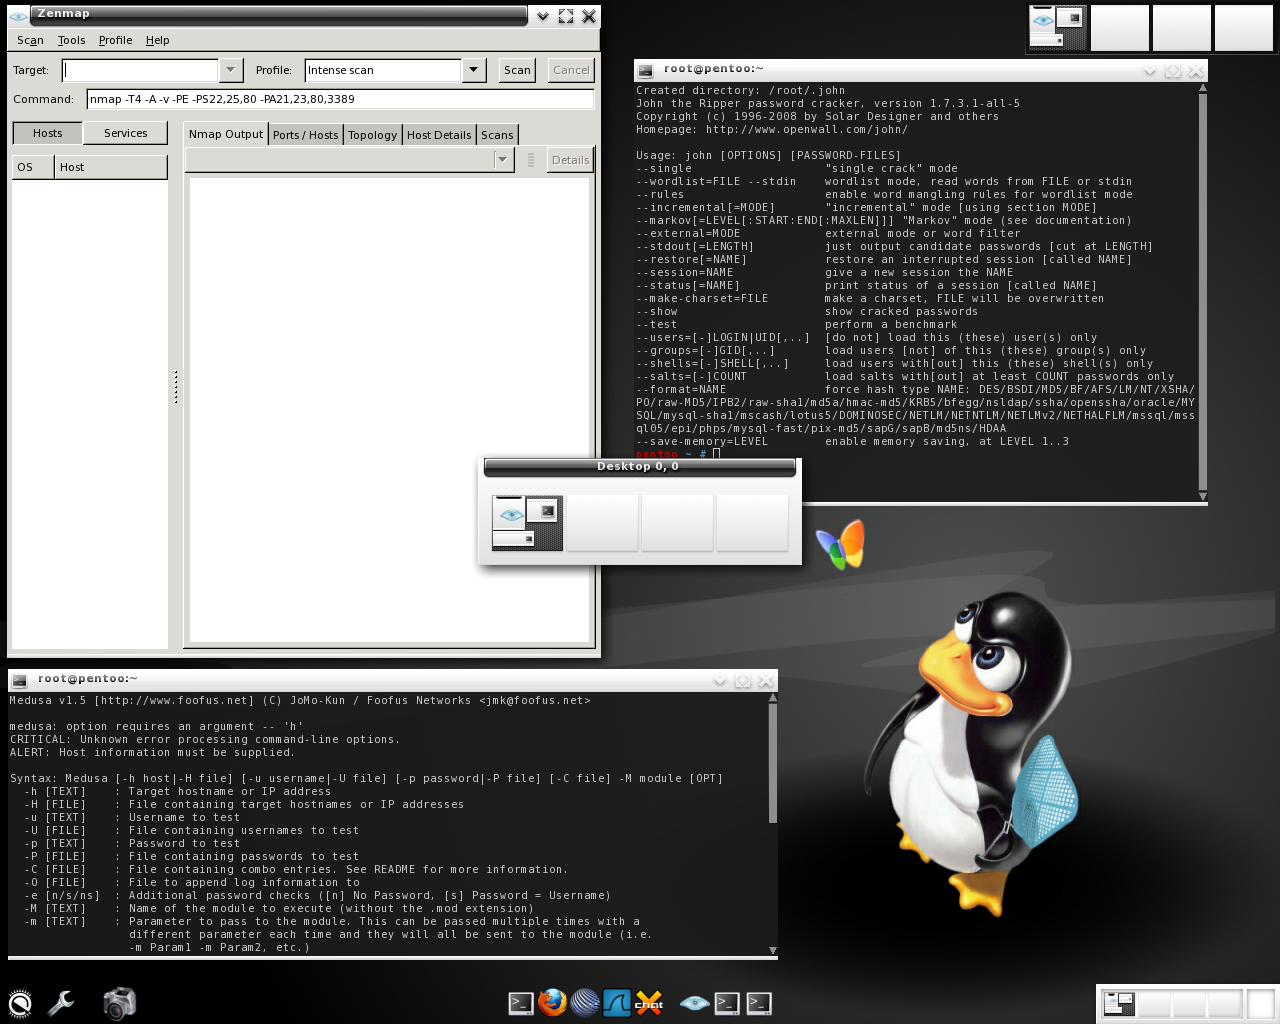 Zenmap
Scan Tools Profile Help
Target: Profile: Intense scan Scan Cancel
Command: nmap -T4 -A -v -PE -PS22,25,80 -PA21,23,80,3389
Hosts Services
Nmap Output Ports / Hosts Topology Host Details Scans
OS Host
Details
root@pentoo:~
Created directory: /root/.john
John the Ripper password cracker, version 1.7.3.1-all-5
Copyright (c) 1996-2008 by Solar Designer and others
Homepage: http://www.openwall.com/john/
Usage: john [OPTIONS] [PASSWORD-FILES]
--single "single crack" mode
--wordlist=FILE --stdin wordlist mode, read words from FILE or stdin
--rules enable word mangling rules for wordlist mode
--incremental[=MODE] "incremental" mode [using section MODE]
--markov[=LEVEL[:START:END[:MAXLEN]]] "Markov" mode (see documentation)
--external=MODE external mode or word filter
--stdout[=LENGTH] just output candidate passwords [cut at LENGTH]
--restore[=NAME] restore an interrupted session [called NAME]
--session=NAME give a new session the NAME
--status[=NAME] print status of a session [called NAME]
--make-charset=FILE make a charset, FILE will be overwritten
--show show cracked passwords
--test perform a benchmark
--users=[-]LOGIN|UID[,..] [do not] load this (these) user(s) only
--groups=[-]GID[,..] load users [not] of this (these) group(s) only
--shells=[-]SHELL[,..] load users with[out] this (these) shell(s) only
--salts=[-]COUNT load salts with[out] at least COUNT passwords only
--format=NAME force hash type NAME: DES/BSDI/MD5/BF/AFS/LM/NT/XSHA/
PO/raw-MD5/IPB2/raw-sha1/md5a/hmac-md5/KRB5/bfegg/nsldap/ssha/openssha/oracle/MY
SQL/mysql-sha1/mscash/lotus5/DOMINOSEC/NETLM/NETNTLM/NETLMv2/NETHALFLM/mssql/mss
ql05/epi/phps/mysql-fast/pix-md5/sapG/sapB/md5ns/HDAA
--save-memory=LEVEL enable memory saving, at LEVEL 1..3
pentoo ~ #
Desktop 0, 0
root@pentoo:~
Medusa v1.5 [http://www.foofus.net] (C) JoMo-Kun / Foofus Networks <jmk@foofus.net>
medusa: option requires an argument -- 'h'
CRITICAL: Unknown error processing command-line options.
ALERT: Host information must be supplied.
Syntax: Medusa [-h host|-H file] [-u username|-U file] [-p password|-P file] [-C file] -M module [OPT]
-h [TEXT] : Target hostname or IP address
-H [FILE] : File containing target hostnames or IP addresses
-u [TEXT] : Username to test
-U [FILE] : File containing usernames to test
-p [TEXT] : Password to test
-P [FILE] : File containing passwords to test
-C [FILE] : File containing combo entries. See README for more information.
-O [FILE] : File to append log information to
-e [n/s/ns] : Additional password checks ([n] No Password, [s] Password = Username)
-M [TEXT] : Name of the module to execute (without the .mod extension)
-m [TEXT] : Parameter to pass to the module. This can be passed multiple times with a
different parameter each time and they will all be sent to the module (i.e.
-m Param1 -m Param2, etc.)
chat